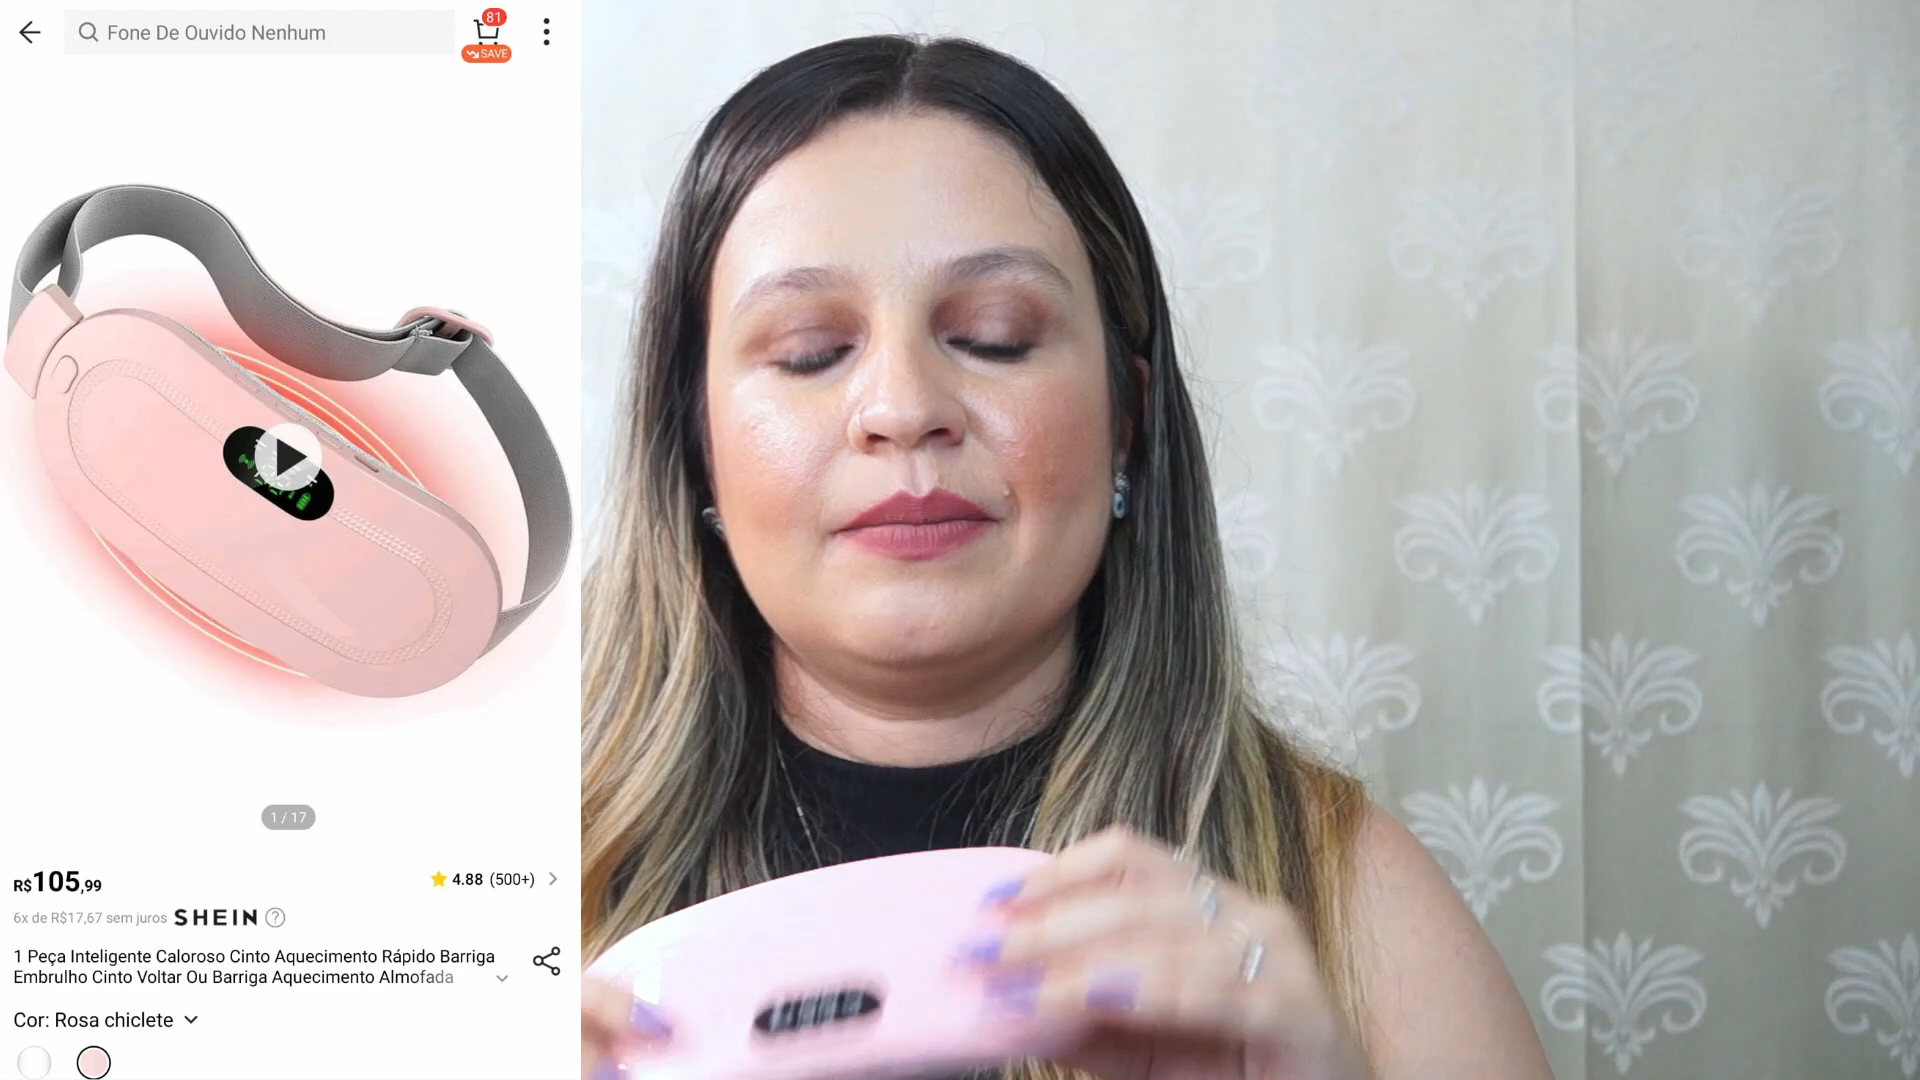 Fone De Ouvido Nenhum
81
SAVE
1 / 17
R$105,99
4.88 (500+)
6x de R$17,67 sem juros SHEIN ?
1 Peça Inteligente Caloroso Cinto Aquecimento Rápido Barriga
Embrulho Cinto Voltar Ou Barriga Aquecimento Almofada
Cor: Rosa chiclete